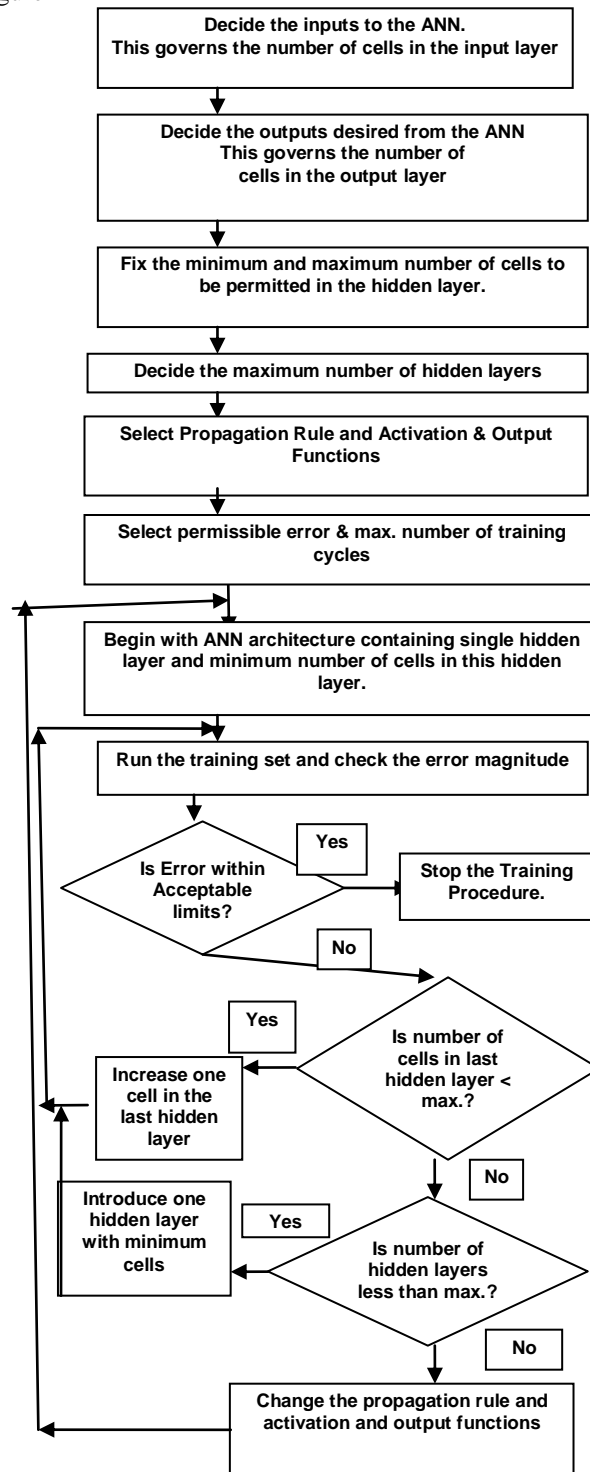 Decide the inputs to the ANN.
This governs the number of cells in the input layer
Decide the outputs desired from the ANN
This governs the number of
cells in the output layer
Fix the minimum and maximum number of cells to
be permitted in the hidden layer.
Decide the maximum number of hidden layers
Select Propagation Rule and Activation & Output
Functions
Select permissible error & max. number of training
cycles
Begin with ANN architecture containing single hidden
layer and minimum number of cells in this hidden
layer.
Run the training set and check the error magnitude
Is Error within
Acceptable
limits?
Yes
Stop the Training
Procedure.
No
Is number of
cells in last
hidden layer <
max.?
Yes
Increase one
cell in the
last hidden
layer
No
Is number of
hidden layers
less than max.?
Yes
Introduce one
hidden layer
with minimum
cells
No
Change the propagation rule and
activation and output functions